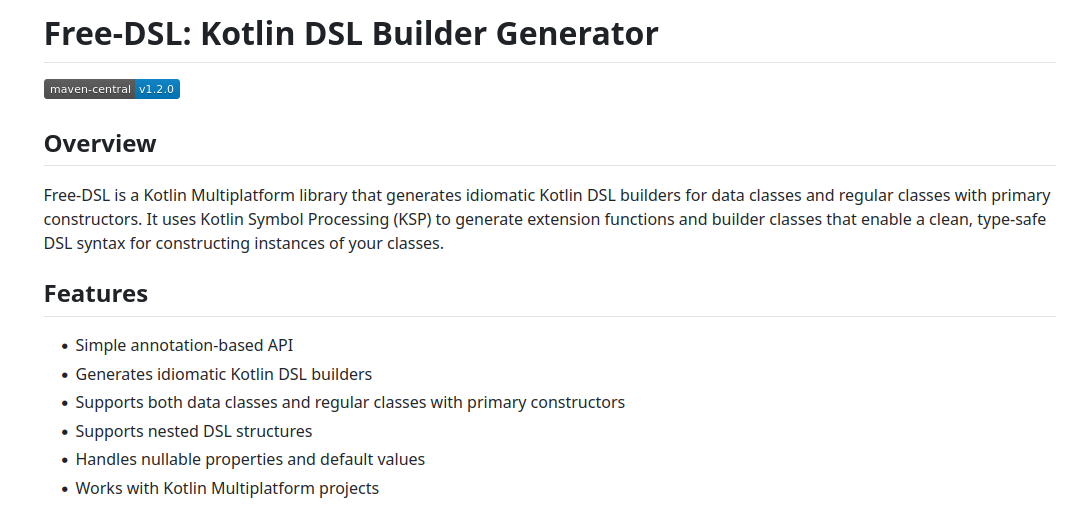 Free-DSL: Kotlin DSL Builder Generator
maven-central v1.2.0
Overview
Free-DSL is a Kotlin Multiplatform library that generates idiomatic Kotlin DSL builders for data classes and regular classes with primary
constructors. It uses Kotlin Symbol Processing (KSP) to generate extension functions and builder classes that enable a clean, type-safe
DSL syntax for constructing instances of your classes.
Features
• Simple annotation-based API
• Generates idiomatic Kotlin DSL builders
• Supports both data classes and regular classes with primary constructors
• Supports nested DSL structures
• Handles nullable properties and default values
• Works with Kotlin Multiplatform projects